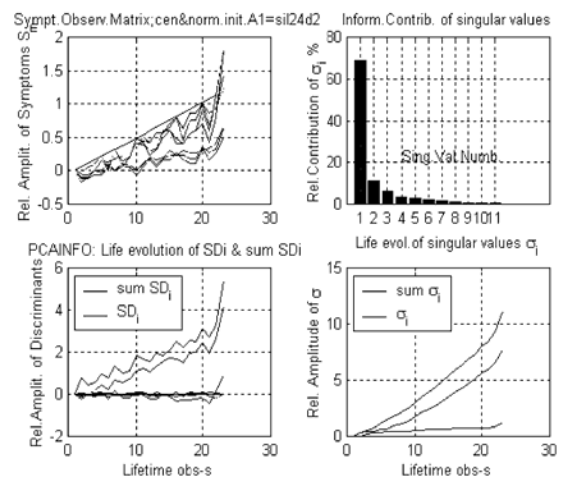 Sympt.Observ.Matrix;cen&norm.init.A1=sil24d2
Rel. Amplit. of Symptoms S
2
1.5
1
0.5
0
-0.5
0 10 20 30
Inform.Contrib. of singular values
Rel.Contribution of σi %
80
60
40
20
0
Sing.Val.Numb.
1 2 3 4 5 6 7 8 9 10 11
PCAINFO: Life evolution of SDi & sum SDi
Rel.Amplit. of Discriminants
6
4
2
0
-2
sum SDi
SDi
0 10 20 30
Lifetime obs-s
Life evol.of singular values σi
Rel. Amplitude of σ
15
10
5
0
sum σi
σi
0 10 20 30
Lifetime obs-s